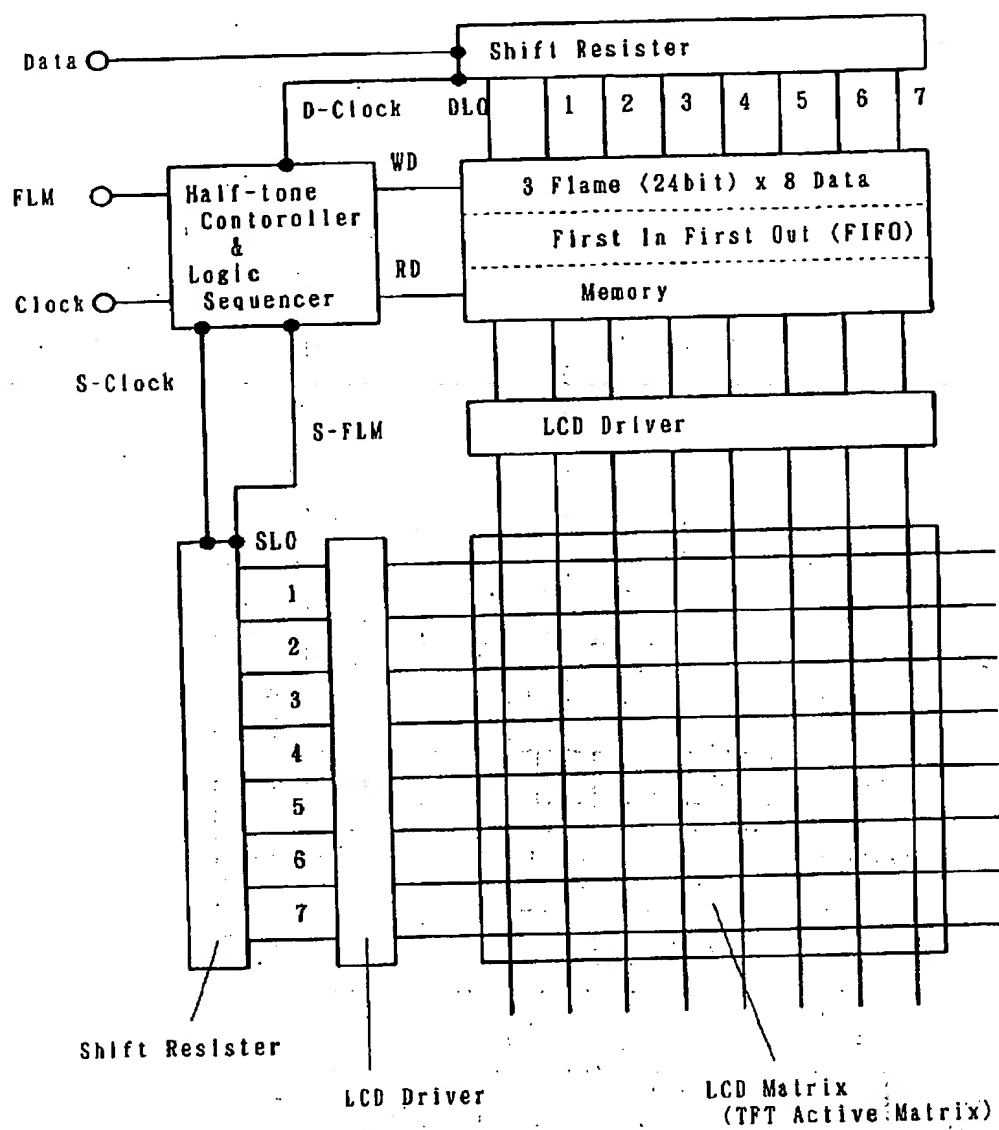 Shift Resister
Data
D-Clock
DL0
1
2
3
4
5
6
7
WD
FLM
Half-tone
Contoroller
&
Logic
Sequencer
3 Flame (24bit) x 8 Data
First In First Out (FIFO)
RD
Clock
Memory
S-Clock
S-FLM
LCD Driver
SL0
1
2
3
4
5
6
7
Shift Resister
LCD Driver
LCD Matrix
(TFT Active Matrix)